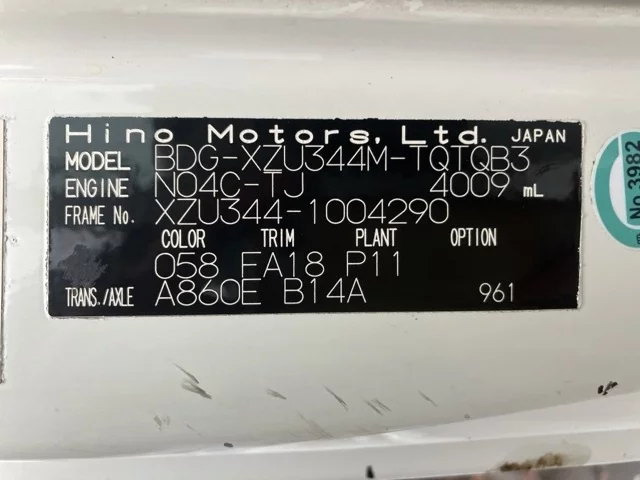 Hino Motors, Ltd. JAPAN
MODEL BDG-XZU344M-TQTQB3
ENGINE N04C-TJ 4009 mL
FRAME No. XZU344-1004290
COLOR TRIM PLANT OPTION
058 FA18 P11
TRANS./AXLE A860E B14A 961
No.3982